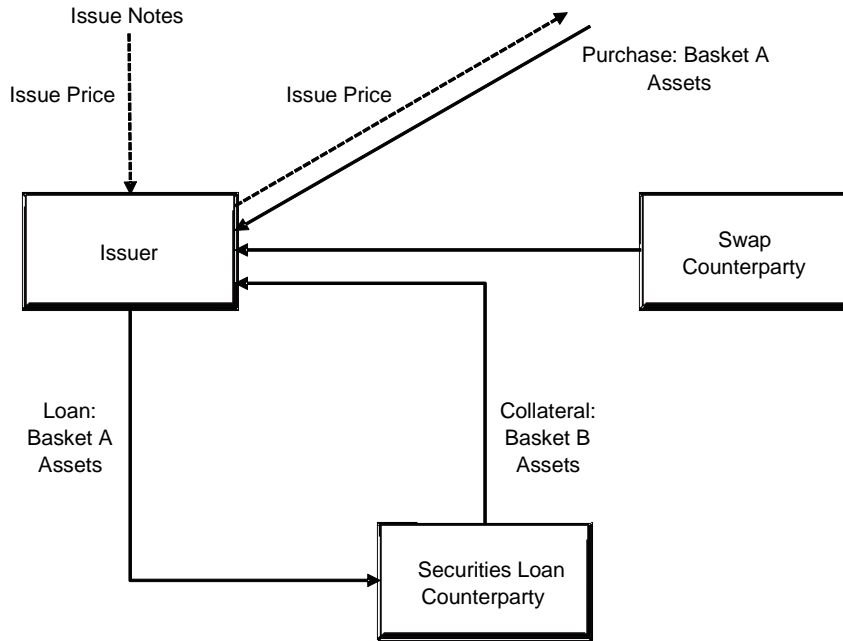 Issue Notes
Issue Price
Issue Price
Purchase: Basket A
Assets
Issuer
Swap
Counterparty
Loan:
Basket A
Assets
Collateral:
Basket B
Assets
Securities Loan
Counterparty